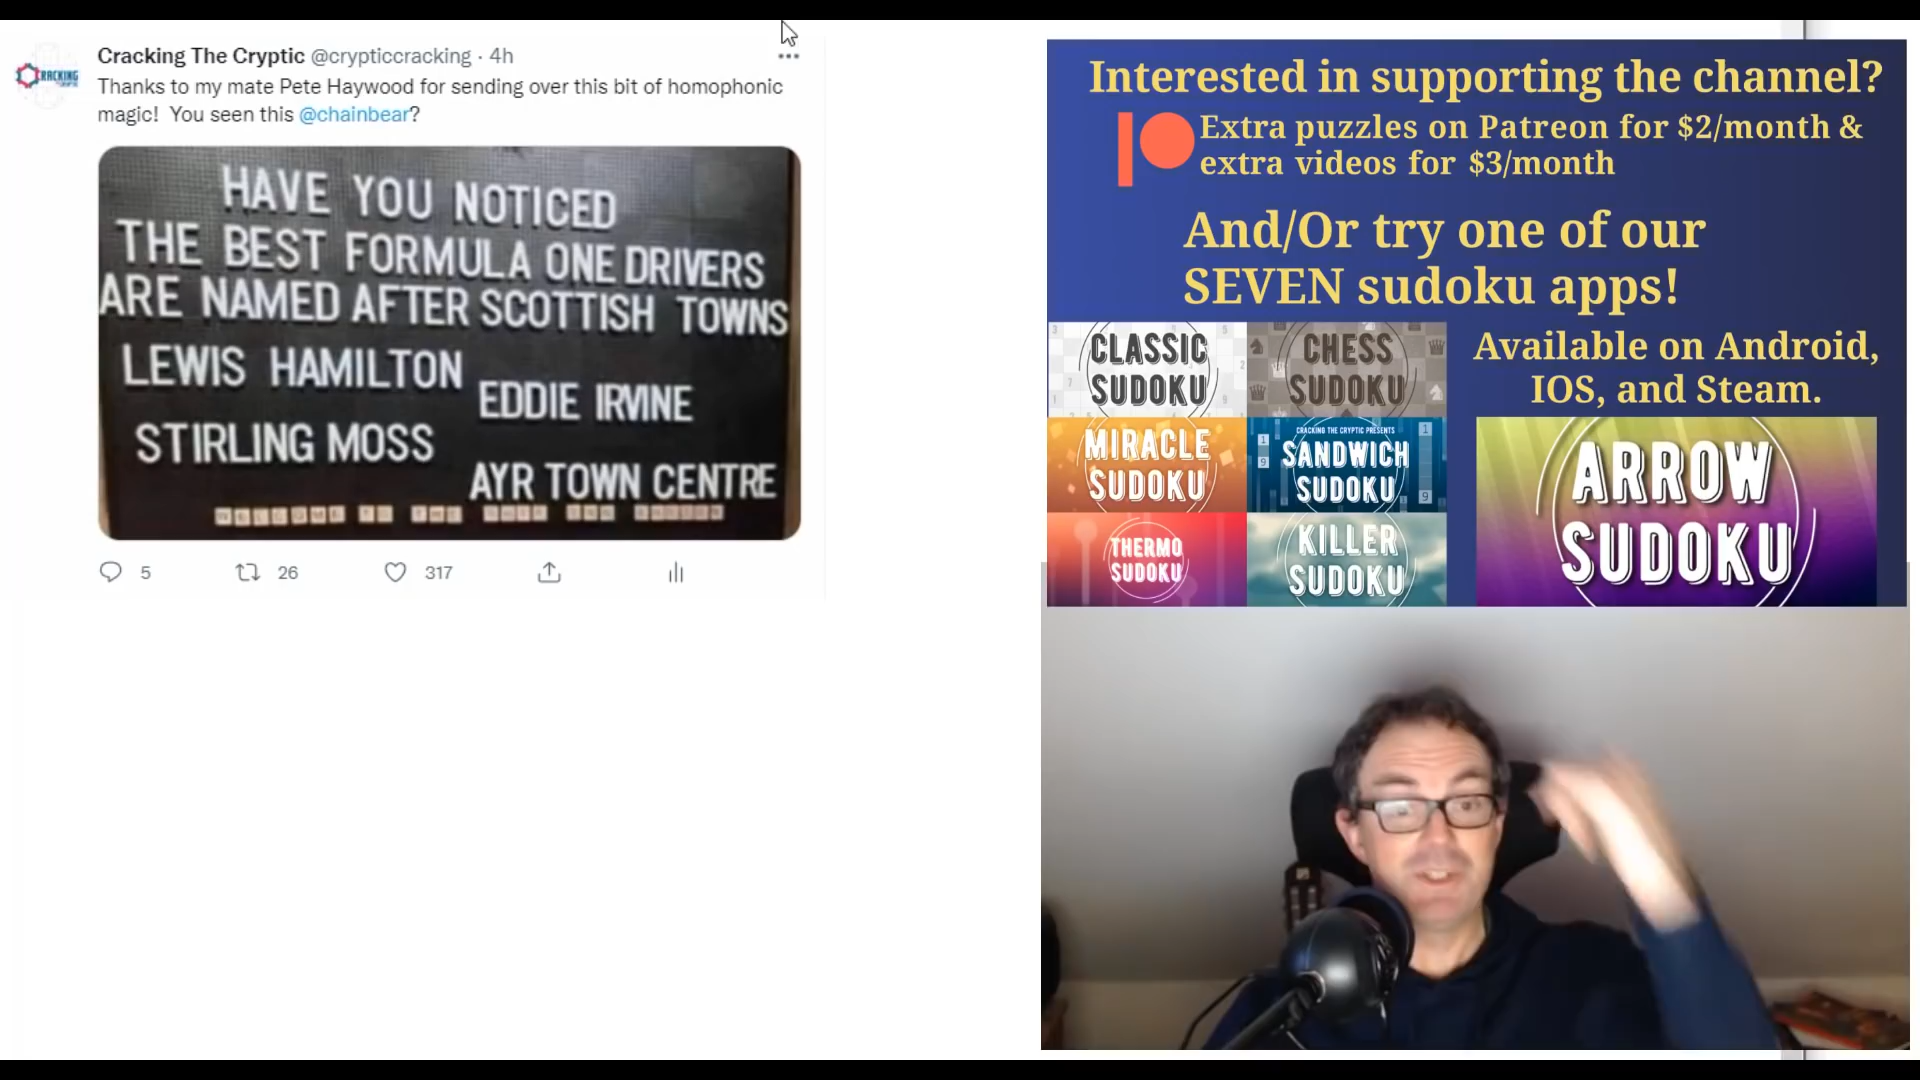 Cracking The Cryptic @crypticcracking · 4h
Thanks to my mate Pete Haywood for sending over this bit of homophonic
magic! You seen this @chainbear?
HAVE YOU NOTICED
THE BEST FORMULA ONE DRIVERS
ARE NAMED AFTER SCOTTISH TOWNS
LEWIS HAMILTON
EDDIE IRVINE
STIRLING MOSS
AYR TOWN CENTRE
WELCOME TO THE
5 26 317
Interested in supporting the channel?
Extra puzzles on Patreon for $2/month &
extra videos for $3/month
And/Or try one of our
SEVEN sudoku apps!
Available on Android,
IOS, and Steam.
CLASSIC
SUDOKU
CHESS
SUDOKU
MIRACLE
SUDOKU
CRACKING THE CRYPTIC PRESENTS
SANDWICH
SUDOKU
THERMO
SUDOKU
KILLER
SUDOKU
ARROW
SUDOKU